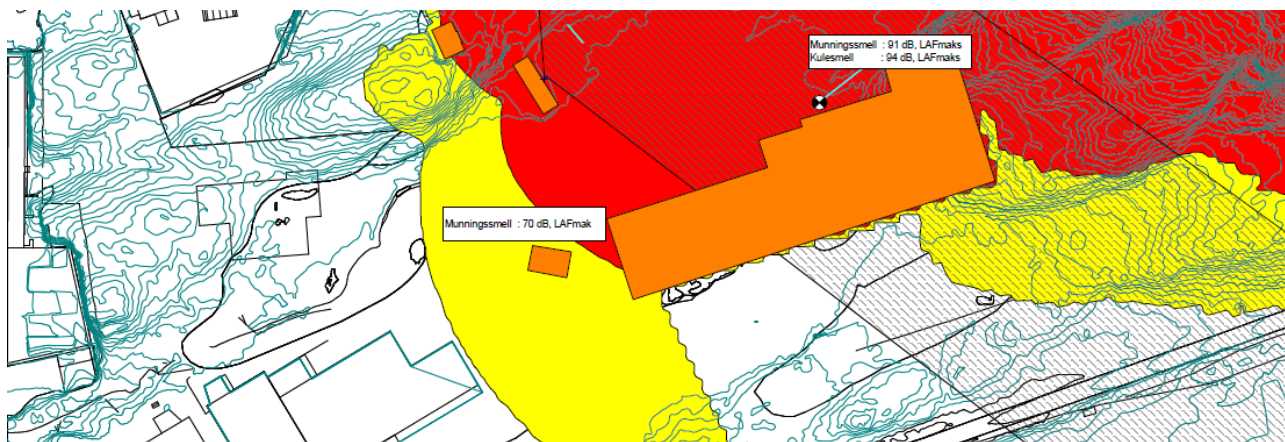 Munningssmell : 91 dB, LAFmaks
Kulesmell : 94 dB, LAFmaks
Munningssmell : 70 dB, LAFmak